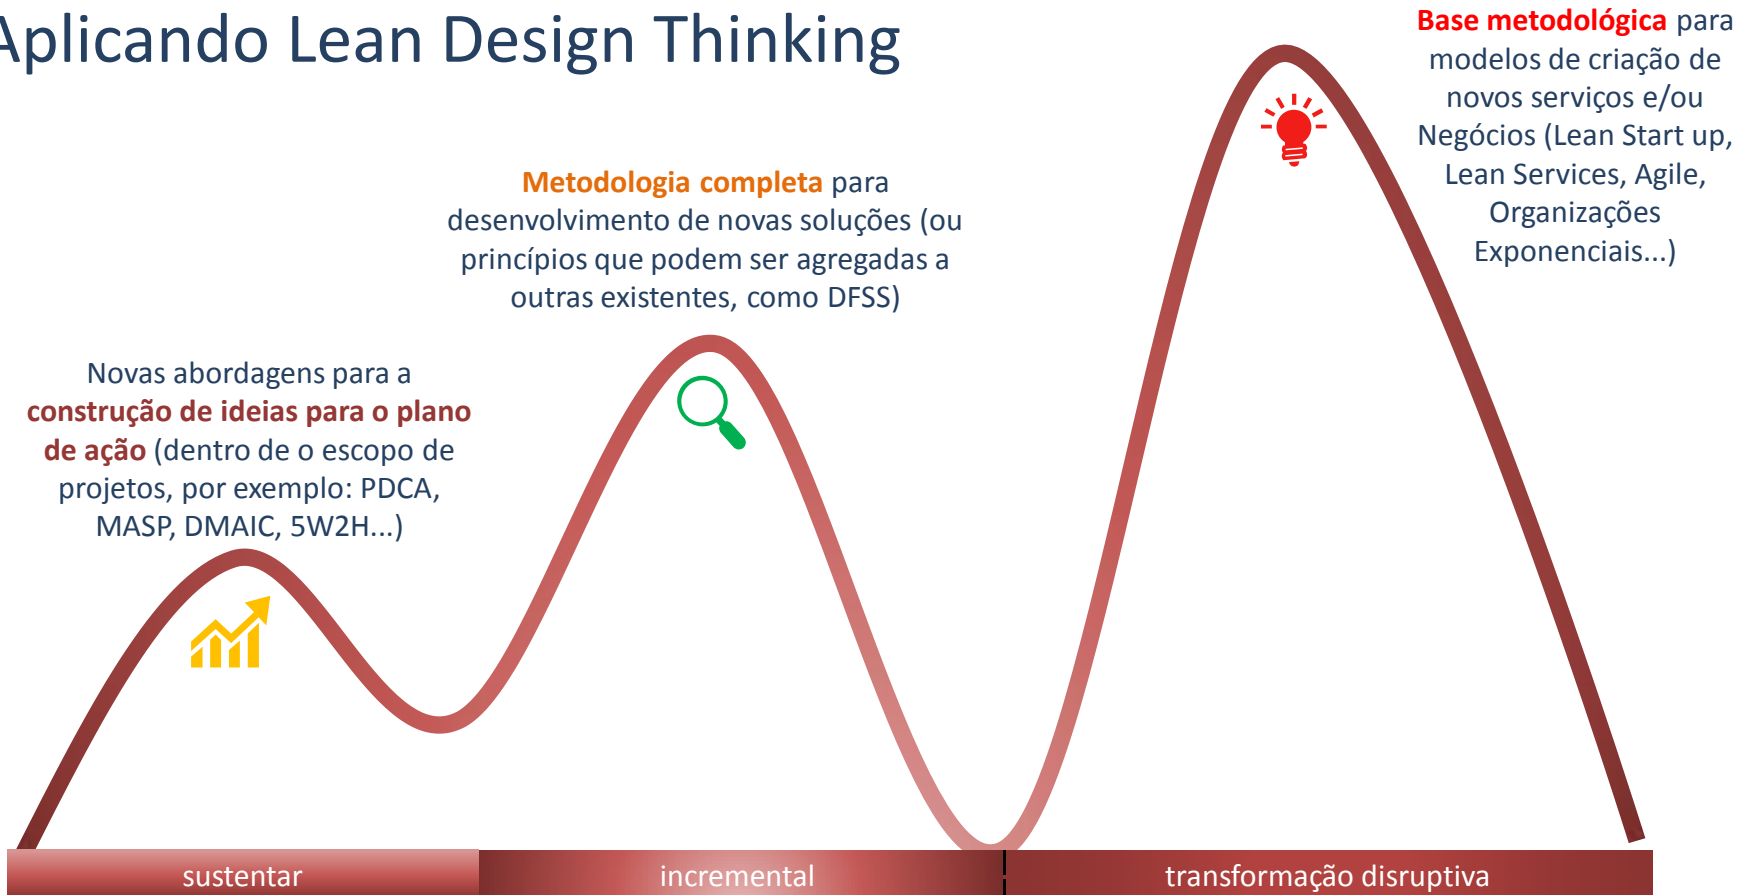 Aplicando Lean Design Thinking
Base metodológica para
modelos de criação de
novos serviços e/ou
Negócios (Lean Start up,
Lean Services, Agile,
Organizações
Exponenciais...)
Metodologia completa para
desenvolvimento de novas soluções (ou
princípios que podem ser agregadas a
outras existentes, como DFSS)
Novas abordagens para a
construção de ideias para o plano
de ação (dentro de o escopo de
projetos, por exemplo: PDCA,
MASP, DMAIC, 5W2H...)
sustentar
incremental
transformação disruptiva